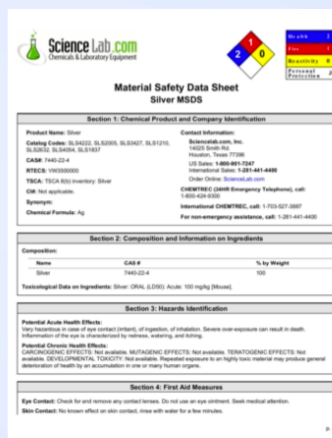 Science Lab.com
Chemicals & Laboratory Equipment
1
2 0
Health 2
Fire 1
Reactivity 0
Personal
Protection
Material Safety Data Sheet
Silver MSDS
Section 1: Chemical Product and Company Identification
Product Name: Silver
Catalog Codes: SLS4222, SLS2005, SLS3427, SLS1210,
SLS2632, SLS4054, SLS1837
CAS#: 7440-22-4
RTECS: VW3500000
TSCA: TSCA 8(b) inventory: Silver
CI#: Not applicable.
Synonym:
Chemical Formula: Ag
Contact Information:
Sciencelab.com, Inc.
14025 Smith Rd.
Houston, Texas 77396
US Sales: 1-800-901-7247
International Sales: 1-281-441-4400
Order Online: ScienceLab.com
CHEMTREC (24HR Emergency Telephone), call:
1-800-424-9300
International CHEMTREC, call: 1-703-527-3887
For non-emergency assistance, call: 1-281-441-4400
Section 2: Composition and Information on Ingredients
Composition:
Name CAS # % by Weight
Silver 7440-22-4 100
Toxicological Data on Ingredients: Silver: ORAL (LD50): Acute: 100 mg/kg [Mouse].
Section 3: Hazards Identification
Potential Acute Health Effects:
Very hazardous in case of eye contact (irritant), of ingestion, of inhalation. Severe over-exposure can result in death.
Inflammation of the eye is characterized by redness, watering, and itching.
Potential Chronic Health Effects:
CARCINOGENIC EFFECTS: Not available. MUTAGENIC EFFECTS: Not available. TERATOGENIC EFFECTS: Not
available. DEVELOPMENTAL TOXICITY: Not available. Repeated exposure to an highly toxic material may produce general
deterioration of health by an accumulation in one or many human organs.
Section 4: First Aid Measures
Eye Contact: Check for and remove any contact lenses. Do not use an eye ointment. Seek medical attention.
Skin Contact: No known effect on skin contact, rinse with water for a few minutes.